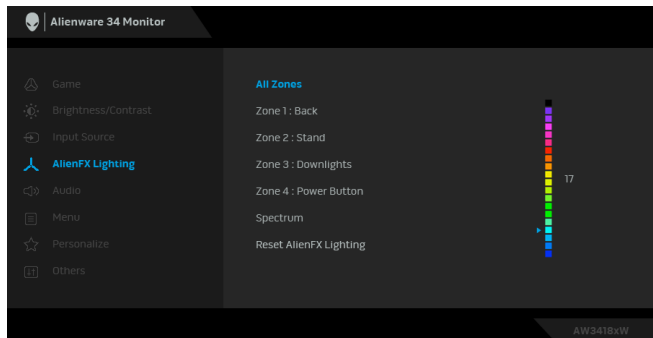 Alienware 34 Monitor
Game
Brightness/Contrast
Input Source
AlienFX Lighting
Audio
Menu
Personalize
Others
All Zones
Zone 1 : Back
Zone 2 : Stand
Zone 3 : Downlights
Zone 4 : Power Button
Spectrum
Reset AlienFX Lighting
17
AW3418xW